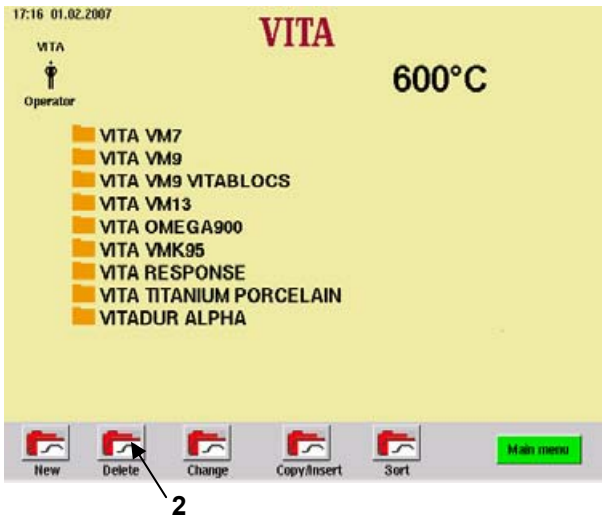 17:16 01.02.2007
VITA
VITA
600°C
Operator
VITA VM7
VITA VM9
VITA VM9 VITABLOCS
VITA VM13
VITA OMEGA900
VITA VMK95
VITA RESPONSE
VITA TITANIUM PORCELAIN
VITADUR ALPHA
New Delete Change Copy/Insert Sort Main menu
2